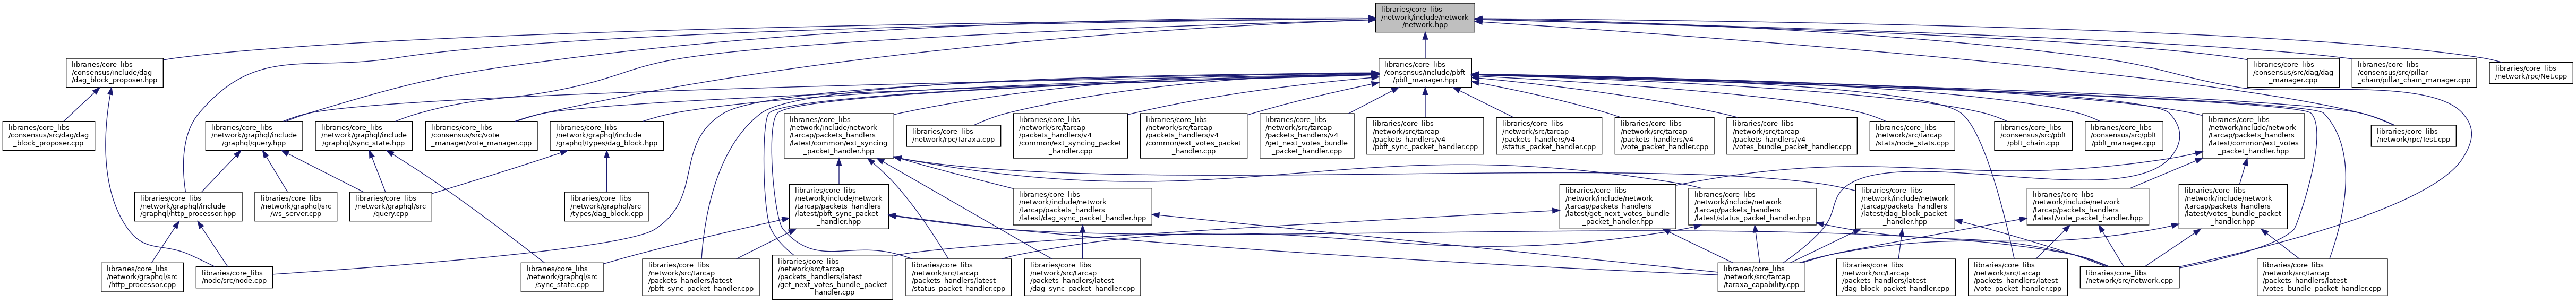 libraries/core_libs
/network/include/network
/network.hpp
libraries/core_libs
/consensus/include/dag
/dag_block_proposer.hpp
libraries/core_libs
/consensus/include/pbft
/pbft_manager.hpp
libraries/core_libs
/consensus/src/dag/dag
_manager.cpp
libraries/core_libs
/consensus/src/pillar
_chain/pillar_chain_manager.cpp
libraries/core_libs
/network/rpc/Net.cpp
libraries/core_libs
/consensus/src/dag/dag
_block_proposer.cpp
libraries/core_libs
/network/graphql/include
/graphql/query.hpp
libraries/core_libs
/network/graphql/include
/graphql/sync_state.hpp
libraries/core_libs
/consensus/src/vote
_manager/vote_manager.cpp
libraries/core_libs
/network/graphql/include
/graphql/types/dag_block.hpp
libraries/core_libs
/network/include/network
/tarcap/packets_handlers
/latest/common/ext_syncing
_packet_handler.hpp
libraries/core_libs
/network/rpc/Taraxa.cpp
libraries/core_libs
/network/src/tarcap
/packets_handlers/v4
/common/ext_syncing_packet
_handler.cpp
libraries/core_libs
/network/src/tarcap
/packets_handlers/v4
/common/ext_votes_packet
_handler.cpp
libraries/core_libs
/network/src/tarcap
/packets_handlers/v4
/get_next_votes_bundle
_packet_handler.cpp
libraries/core_libs
/network/src/tarcap
/packets_handlers/v4
/pbft_sync_packet_handler.cpp
libraries/core_libs
/network/src/tarcap
/packets_handlers/v4
/status_packet_handler.cpp
libraries/core_libs
/network/src/tarcap
/packets_handlers/v4
/vote_packet_handler.cpp
libraries/core_libs
/network/src/tarcap
/packets_handlers/v4
/votes_bundle_packet_handler.cpp
libraries/core_libs
/network/src/tarcap
/stats/node_stats.cpp
libraries/core_libs
/consensus/src/pbft
/pbft_chain.cpp
libraries/core_libs
/consensus/src/pbft
/pbft_manager.cpp
libraries/core_libs
/network/include/network
/tarcap/packets_handlers
/latest/common/ext_votes
_packet_handler.hpp
libraries/core_libs
/network/rpc/Test.cpp
libraries/core_libs
/network/graphql/include
/graphql/http_processor.hpp
libraries/core_libs
/network/graphql/src
/ws_server.cpp
libraries/core_libs
/network/graphql/src
/query.cpp
libraries/core_libs
/network/graphql/src
/types/dag_block.cpp
libraries/core_libs
/network/include/network
/tarcap/packets_handlers
/latest/pbft_sync_packet
_handler.hpp
libraries/core_libs
/network/include/network
/tarcap/packets_handlers
/latest/dag_sync_packet_handler.hpp
libraries/core_libs
/network/include/network
/tarcap/packets_handlers
/latest/get_next_votes_bundle
_packet_handler.hpp
libraries/core_libs
/network/include/network
/tarcap/packets_handlers
/latest/status_packet_handler.hpp
libraries/core_libs
/network/include/network
/tarcap/packets_handlers
/latest/dag_block_packet
_handler.hpp
libraries/core_libs
/network/include/network
/tarcap/packets_handlers
/latest/vote_packet_handler.hpp
libraries/core_libs
/network/include/network
/tarcap/packets_handlers
/latest/votes_bundle_packet
_handler.hpp
libraries/core_libs
/network/graphql/src
/http_processor.cpp
libraries/core_libs
/node/src/node.cpp
libraries/core_libs
/network/graphql/src
/sync_state.cpp
libraries/core_libs
/network/src/tarcap
/packets_handlers/latest
/pbft_sync_packet_handler.cpp
libraries/core_libs
/network/src/tarcap
/packets_handlers/latest
/get_next_votes_bundle_packet
_handler.cpp
libraries/core_libs
/network/src/tarcap
/packets_handlers/latest
/status_packet_handler.cpp
libraries/core_libs
/network/src/tarcap
/packets_handlers/latest
/dag_sync_packet_handler.cpp
libraries/core_libs
/network/src/tarcap
/taraxa_capability.cpp
libraries/core_libs
/network/src/tarcap
/packets_handlers/latest
/dag_block_packet_handler.cpp
libraries/core_libs
/network/src/tarcap
/packets_handlers/latest
/vote_packet_handler.cpp
libraries/core_libs
/network/src/network.cpp
libraries/core_libs
/network/src/tarcap
/packets_handlers/latest
/votes_bundle_packet_handler.cpp